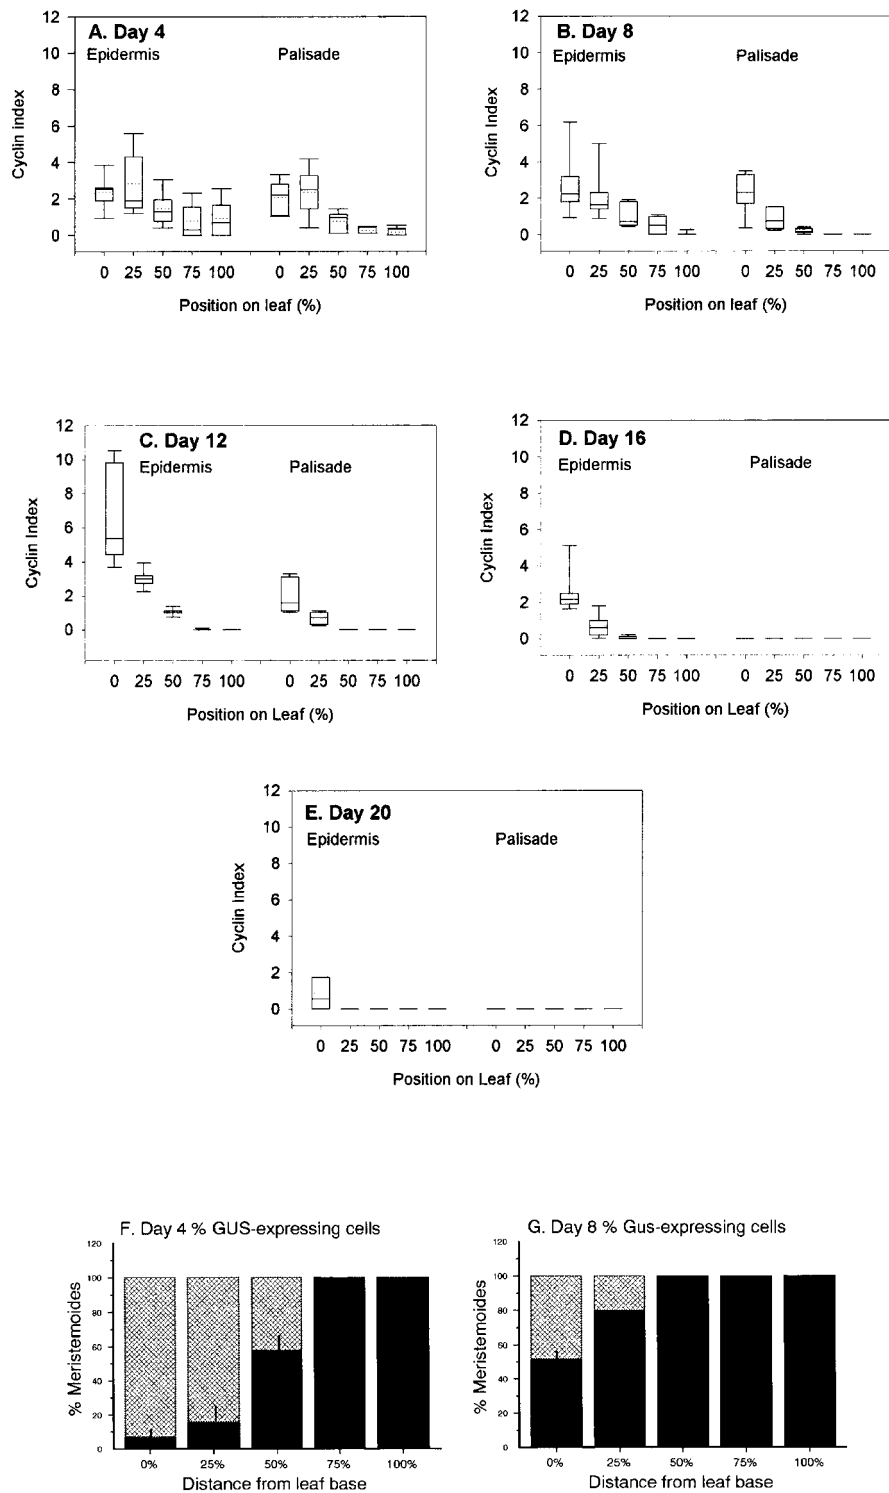 A. Day 4
Epidermis Palisade
12
10
8
6
4
2
0
Cyclin index
0 25 50 75 100 0 25 50 75 100
Position on leaf (%)
B. Day 8
Epidermis Palisade
12
10
8
6
4
2
0
Cyclin Index
0 25 50 75 100 0 25 50 75 100
Position on leaf (%)
C. Day 12
Epidermis Palisade
12
10
8
6
4
2
0
Cyclin Index
0 25 50 75 100 0 25 50 75 100
Position on Leaf (%)
D. Day 16
Epidermis Palisade
12
10
8
6
4
2
0
Cyclin Index
0 25 50 75 100 0 25 50 75 100
Position on Leaf (%)
E. Day 20
Epidermis Palisade
12
10
8
6
4
2
0
Cyclin Index
0 25 50 75 100 0 25 50 75 100
Position on Leaf (%)
F. Day 4 % GUS-expressing cells
120
100
80
60
40
20
0
% Meristemoides
0% 25% 50% 75% 100%
Distance from leaf base
G. Day 8 % Gus-expressing cells
120
100
80
60
40
20
0
% Meristemoides
0% 25% 50% 75% 100%
Distance from leaf base